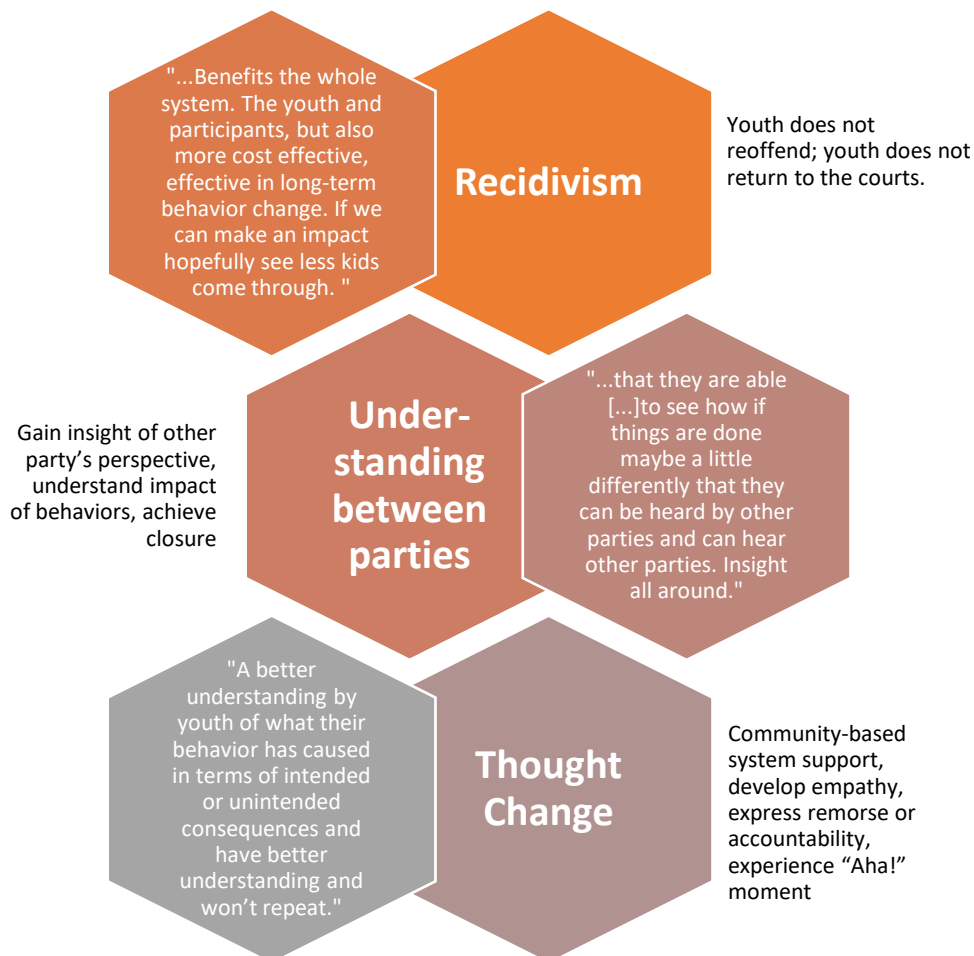 "...Benefits the whole
system. The youth and
participants, but also
more cost effective,
effective in long-term
behavior change. If we
can make an impact
hopefully see less kids
come through. "
Recidivism
Youth does not
reoffend; youth does not
return to the courts.
Gain insight of other
party’s perspective,
understand impact
of behaviors, achieve
closure
Under-
standing
between
parties
"...that they are able
[...]to see how if
things are done
maybe a little
differently that they
can be heard by other
parties and can hear
other parties. Insight
all around."
"A better
understanding by
youth of what their
behavior has caused
in terms of intended
or unintended
consequences and
have better
understanding and
won’t repeat."
Thought
Change
Community-based
system support,
develop empathy,
express remorse or
accountability,
experience “Aha!”
moment